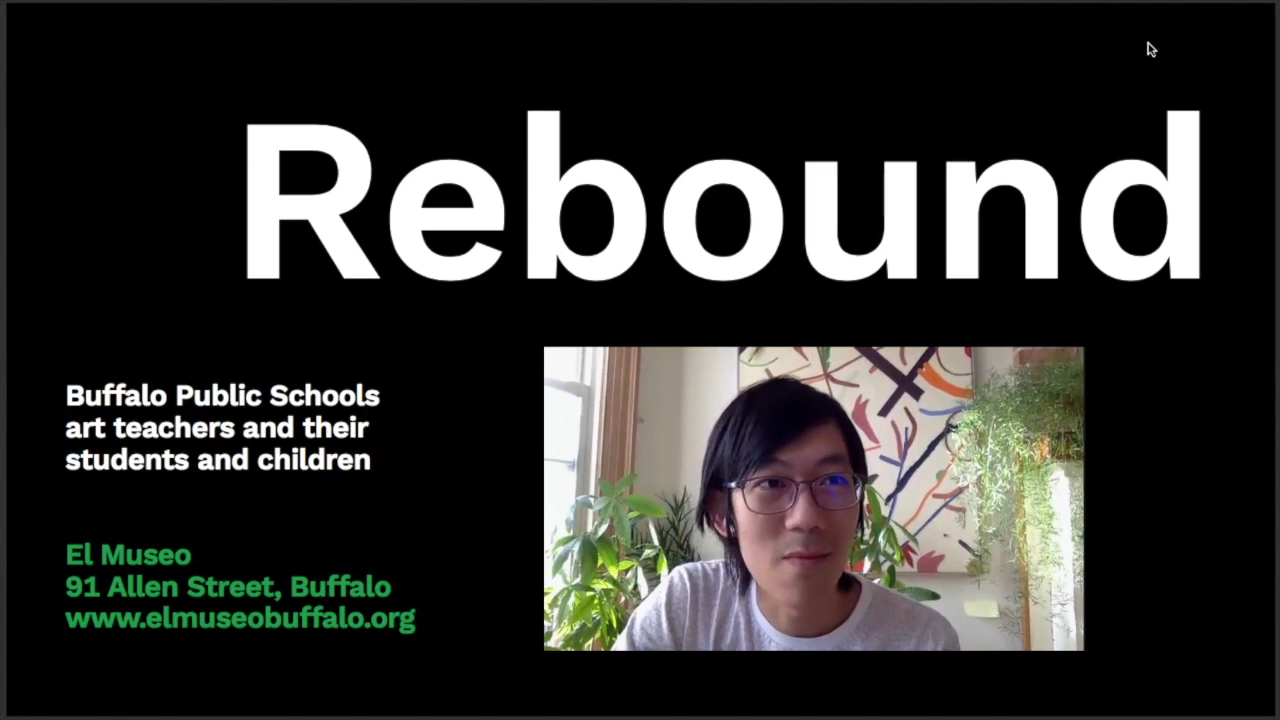 Rebound
Buffalo Public Schools
art teachers and their
students and children
El Museo
91 Allen Street, Buffalo
www.elmuseobuffalo.org